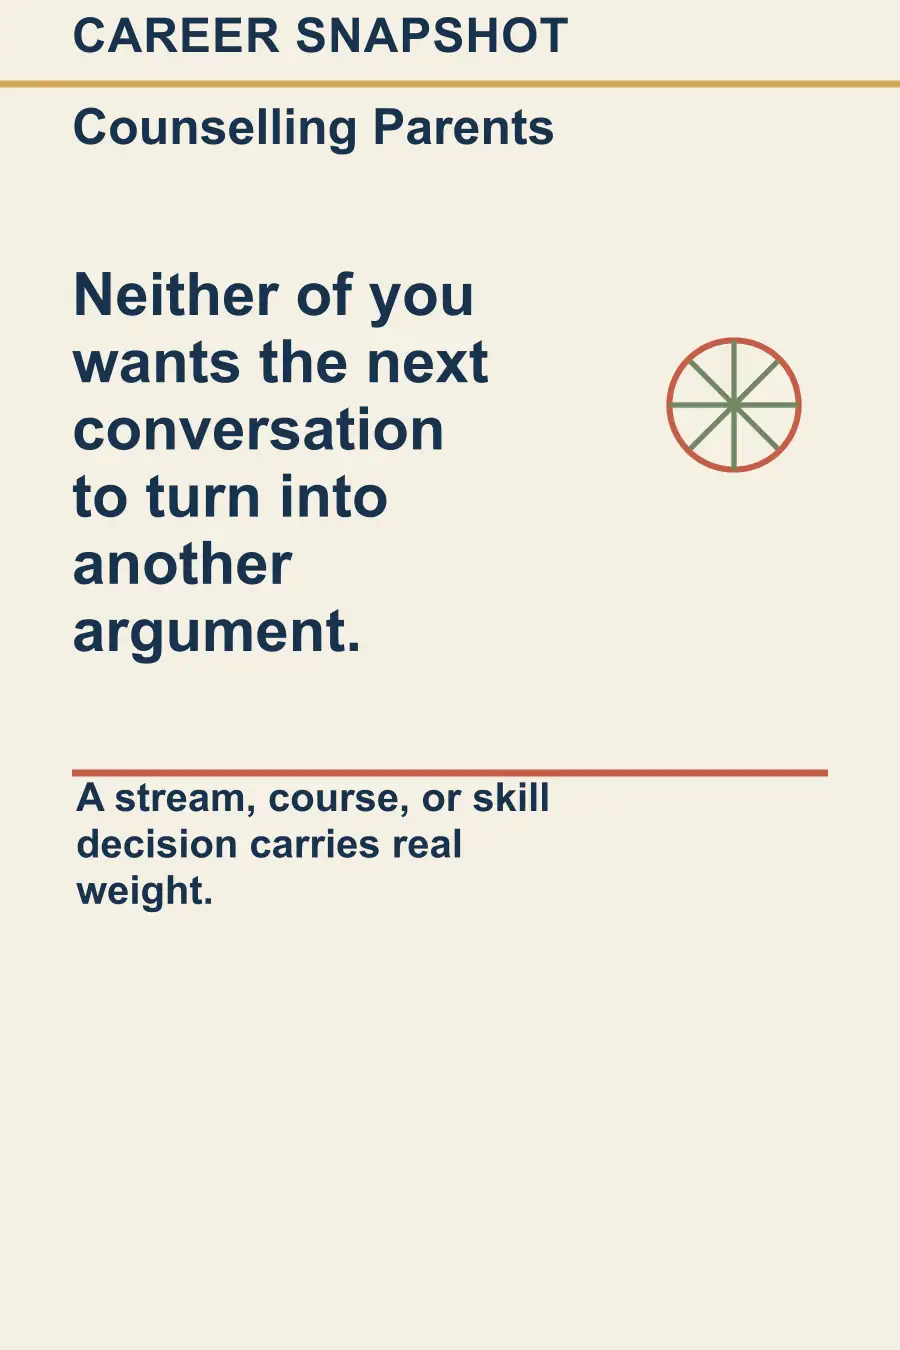 CAREER SNAPSHOT
Counselling Parents
Neither of you
wants the next
conversation
to turn into
another
argument.
A stream, course, or skill
decision carries real
weight.